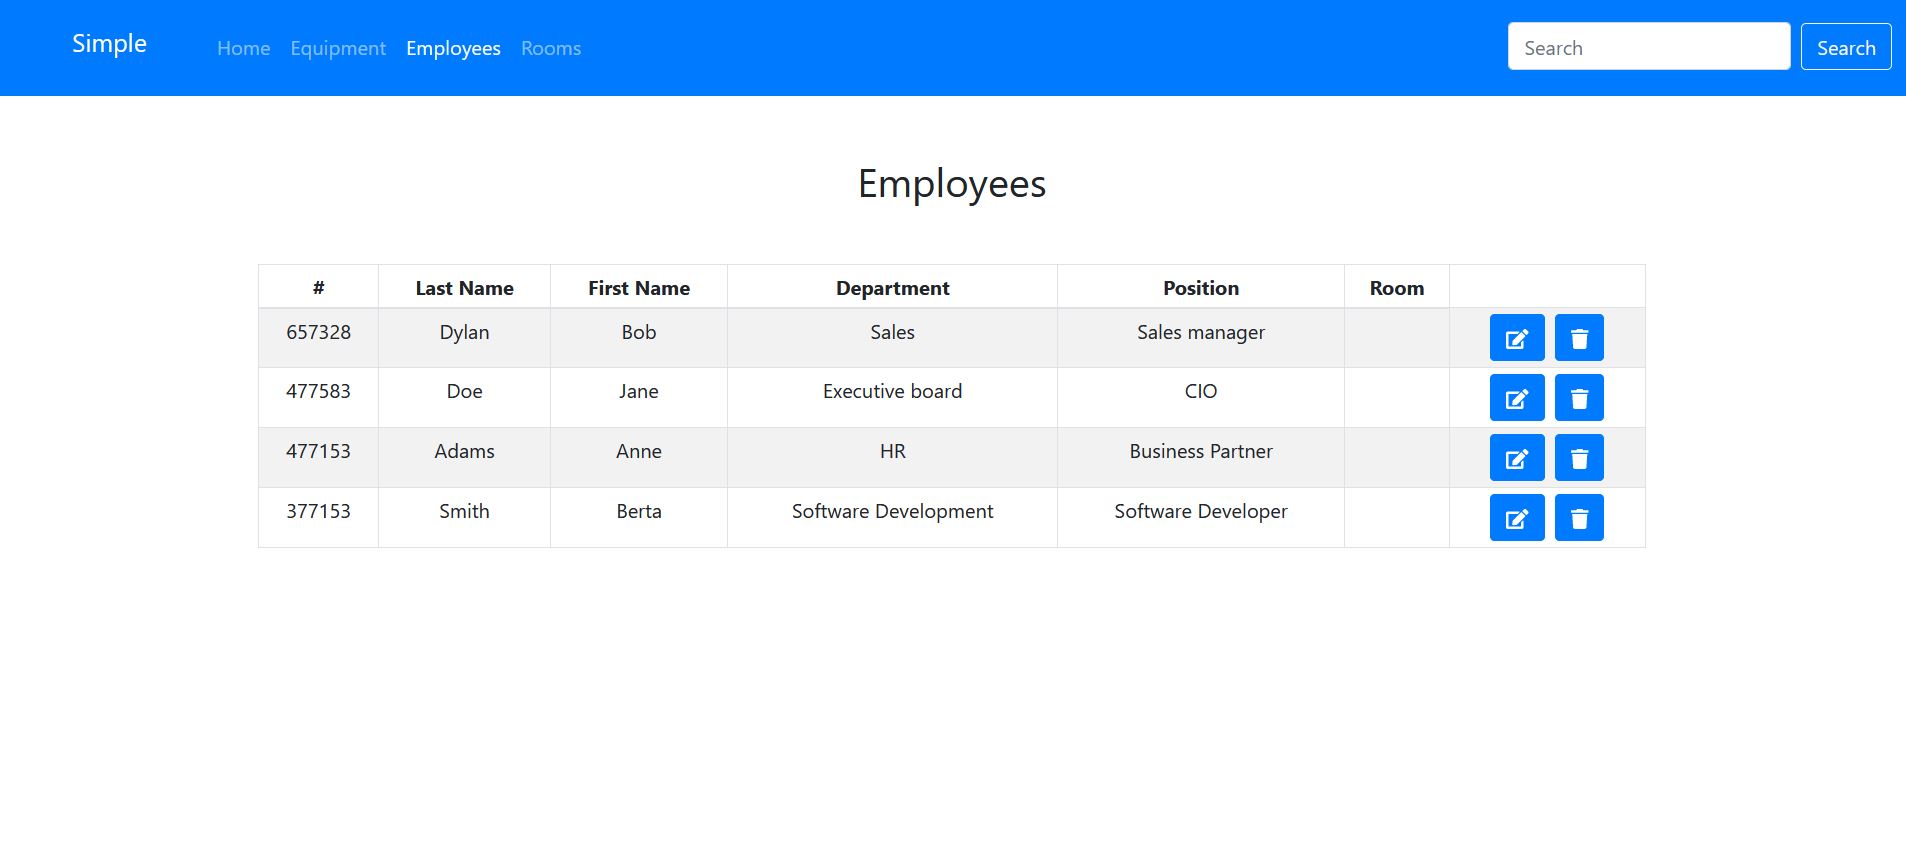 Simple Home Equipment Employees Rooms Search Search
Employees
# Last Name First Name Department Position Room
657328 Dylan Bob Sales Sales manager
477583 Doe Jane Executive board CIO
477153 Adams Anne HR Business Partner
377153 Smith Berta Software Development Software Developer